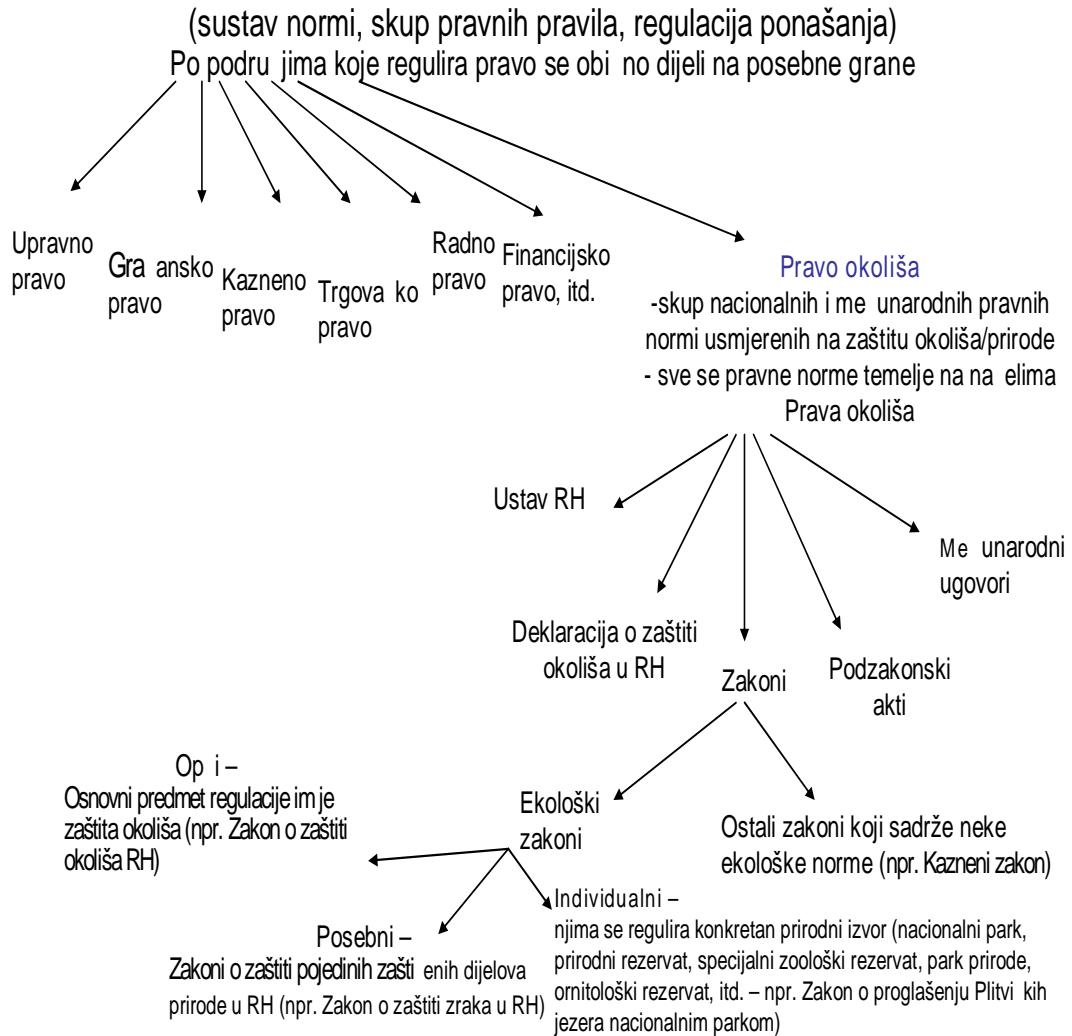 (sustav normi, skup pravnih pravila, regulacija ponašanja)
Po podru jima koje regulira pravo se obi no dijeli na posebne grane
Upravno
pravo
Gra ansko
pravo
Kazneno
pravo
Trgova ko
pravo
Radno
pravo
Financijsko
pravo, itd.
Pravo okoliša
-skup nacionalnih i me unarodnih pravnih
normi usmjerenih na zaštitu okoliša/prirode
- sve se pravne norme temelje na na elima
Prava okoliša
Ustav RH
Deklaracija o zaštiti
okoliša u RH
Zakoni
Podzakonski
akti
Me unarodni
ugovori
Op i –
Osnovni predmet regulacije im je
zaštita okoliša (npr. Zakon o zaštiti
okoliša RH)
Ekološki
zakoni
Ostali zakoni koji sadrže neke
ekološke norme (npr. Kazneni zakon)
Posebni –
Zakoni o zaštiti pojedinih zašti enih dijelova
prirode u RH (npr. Zakon o zaštiti zraka u RH)
Individualni –
njima se regulira konkretan prirodni izvor (nacionalni park,
prirodni rezervat, specijalni zoološki rezervat, park prirode,
ornitološki rezervat, itd. – npr. Zakon o proglašenju Plitvi kih
jezera nacionalnim parkom)